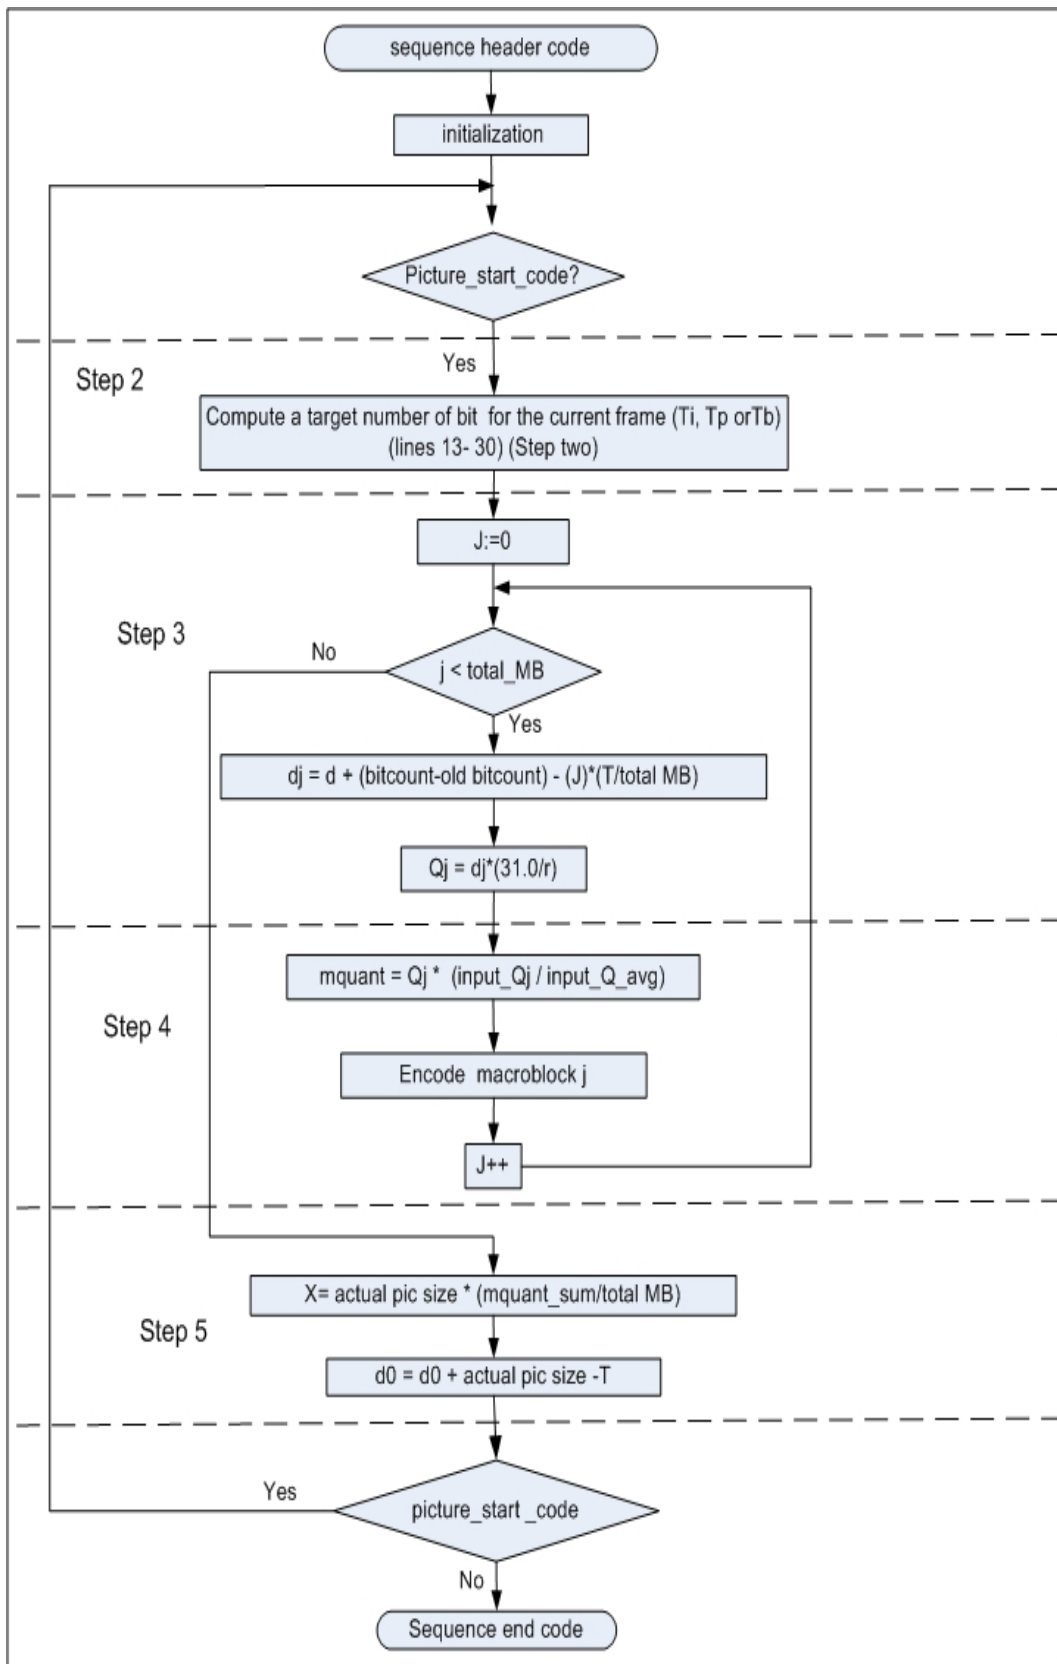 sequence header code
initialization
Picture_start_code?
Yes
Step 2
Compute a target number of bit for the current frame (Ti, Tp orTb)
(lines 13- 30) (Step two)
J:=0
Step 3
No
j < total_MB
Yes
dj = d + (bitcount-old bitcount) - (J)*(T/total MB)
Qj = dj*(31.0/r)
mquant = Qj * (input_Qj / input_Q_avg)
Step 4
Encode macroblock j
J++
X= actual pic size * (mquant_sum/total MB)
Step 5
d0 = d0 + actual pic size -T
Yes
picture_start _code
No
Sequence end code